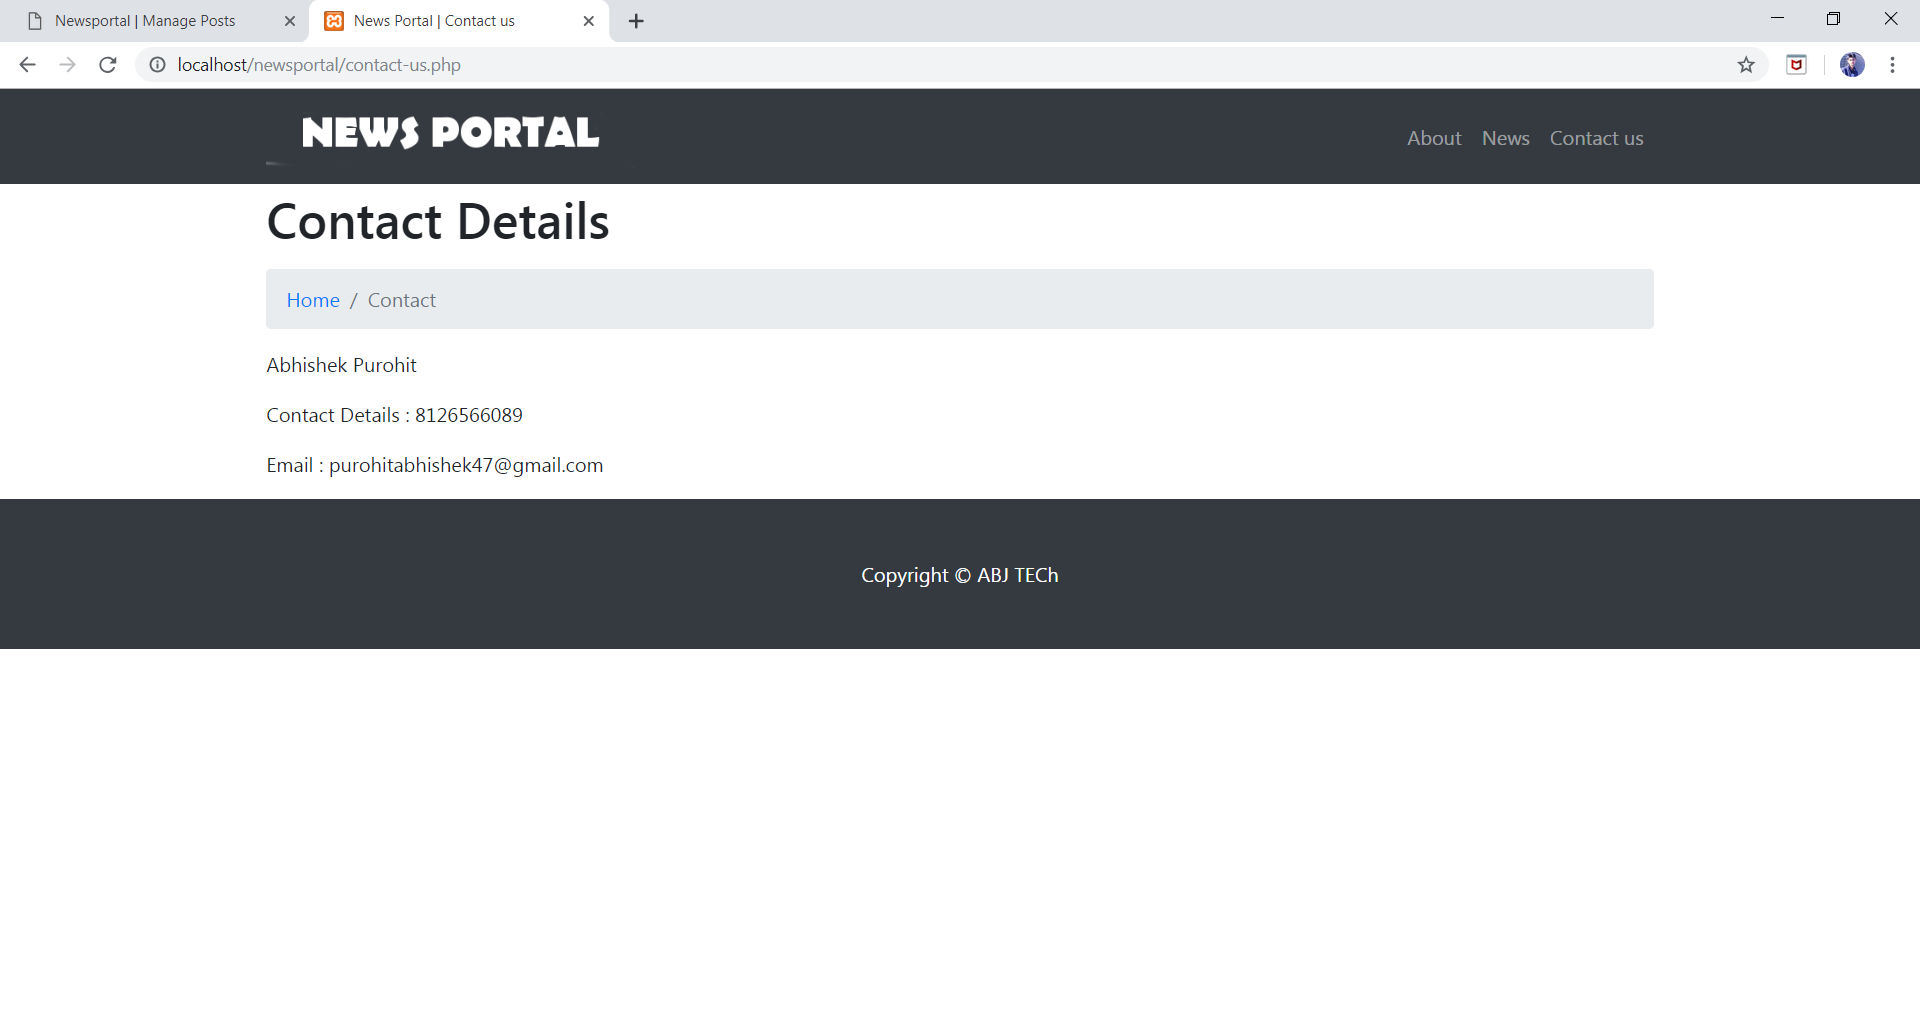 Newsportal | Manage Posts
News Portal | Contact us
localhost/newsportal/contact-us.php
NEWS PORTAL
About News Contact us
Contact Details
Home / Contact
Abhishek Purohit
Contact Details : 8126566089
Email : purohitabhishek47@gmail.com
Copyright © ABJ TECh